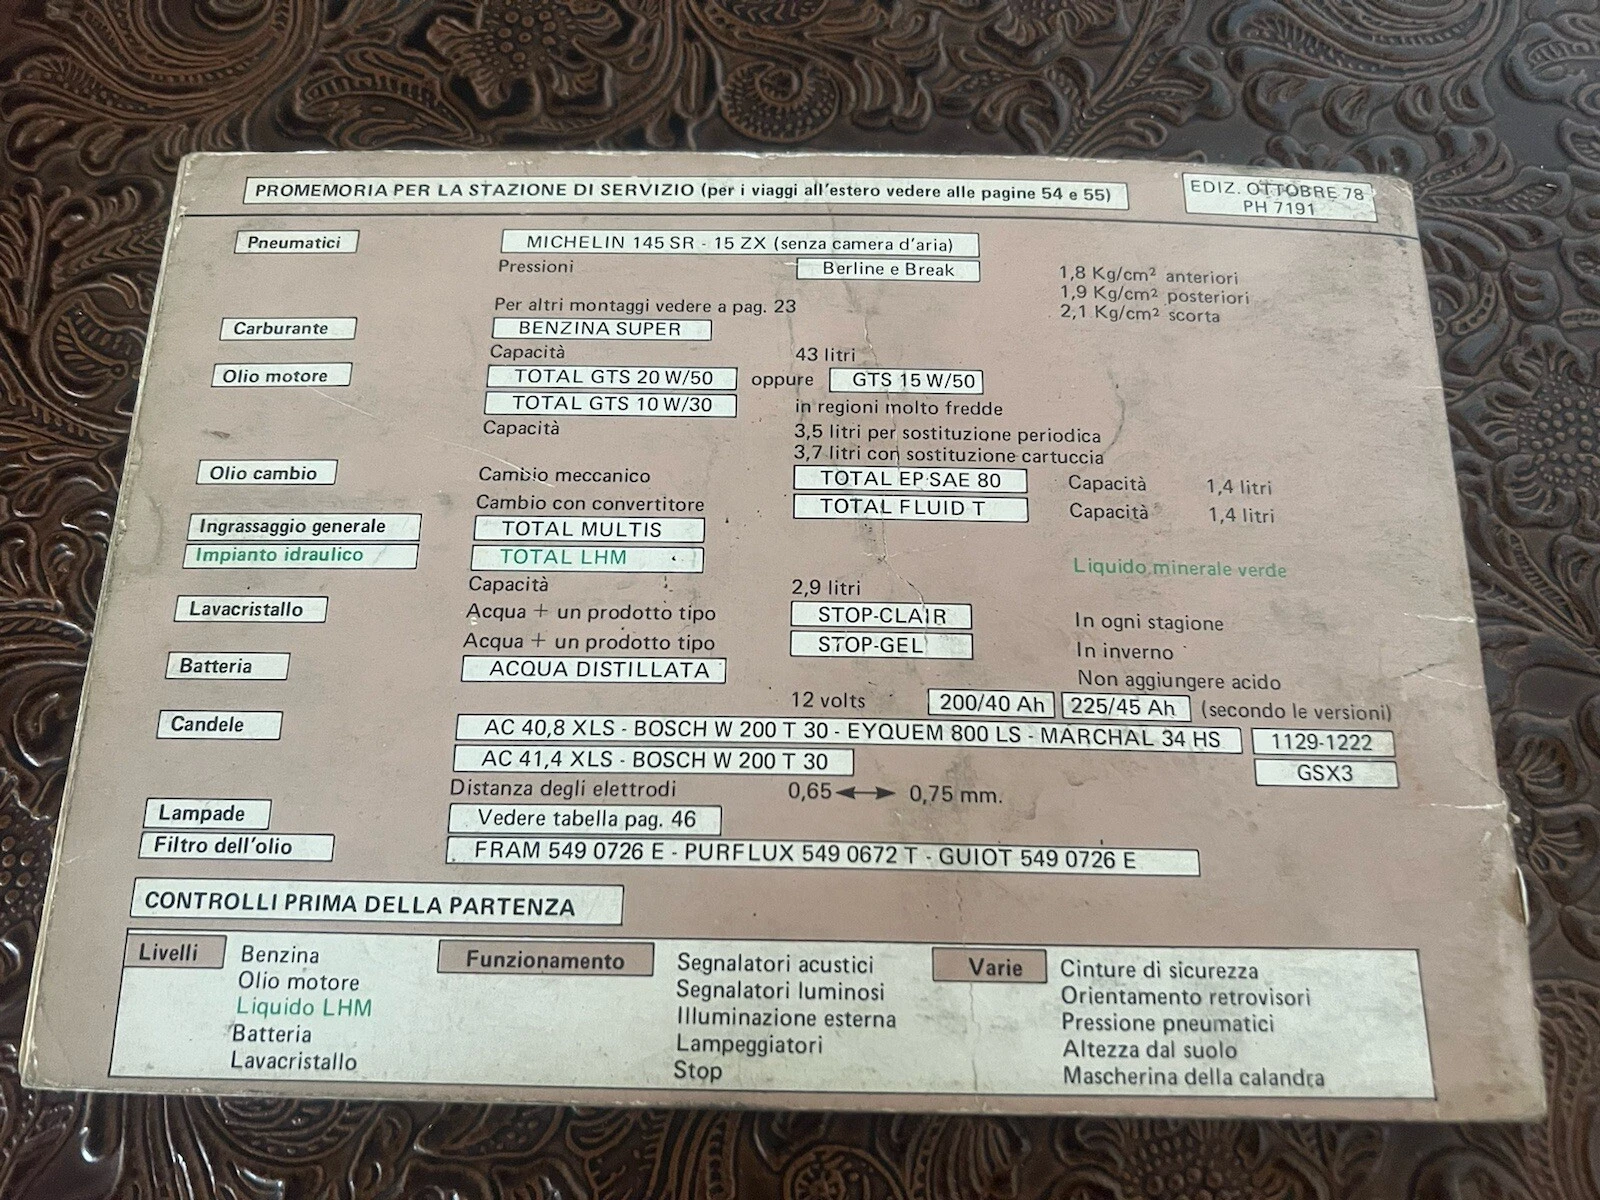 PROMEMORIA PER LA STAZIONE DI SERVIZIO (per i viaggi all'estero vedere alle pagine 54 e 55)
EDIZ. OTTOBRE 78
PH 7191
Pneumatici MICHELIN 145 SR - 15 ZX (senza camera d'aria)
Pressioni Berline e Break 1,8 Kg/cm² anteriori
1,9 Kg/cm² posteriori
2,1 Kg/cm² scorta
Per altri montaggi vedere a pag. 23
Carburante BENZINA SUPER
Capacità 43 litri
Olio motore TOTAL GTS 20 W/50 oppure GTS 15 W/50
TOTAL GTS 10 W/30 in regioni molto fredde
Capacità 3,5 litri per sostituzione periodica
3,7 litri con sostituzione cartuccia
Olio cambio Cambio meccanico TOTAL EP SAE 80 Capacità 1,4 litri
Cambio con convertitore TOTAL FLUID T Capacità 1,4 litri
Ingrassaggio generale TOTAL MULTIS
Impianto idraulico TOTAL LHM Liquido minerale verde
Capacità 2,9 litri
Lavacristallo Acqua + un prodotto tipo STOP-CLAIR In ogni stagione
Acqua + un prodotto tipo STOP-GEL In inverno
Batteria ACQUA DISTILLATA Non aggiungere acido
12 volts 200/40 Ah 225/45 Ah (secondo le versioni)
Candele AC 40,8 XLS - BOSCH W 200 T 30 - EYQUEM 800 LS - MARCHAL 34 HS 1129-1222
AC 41,4 XLS - BOSCH W 200 T 30 GSX3
Distanza degli elettrodi 0,65 ↔ 0,75 mm.
Lampade Vedere tabella pag. 46
Filtro dell'olio FRAM 549 0726 E - PURFLUX 549 0672 T - GUIOT 549 0726 E
CONTROLLI PRIMA DELLA PARTENZA
Livelli Benzina
Olio motore
Liquido LHM
Batteria
Lavacristallo
Funzionamento Segnalatori acustici
Segnalatori luminosi
Illuminazione esterna
Lampeggiatori
Stop
Varie Cinture di sicurezza
Orientamento retrovisori
Pressione pneumatici
Altezza dal suolo
Mascherina della calandra